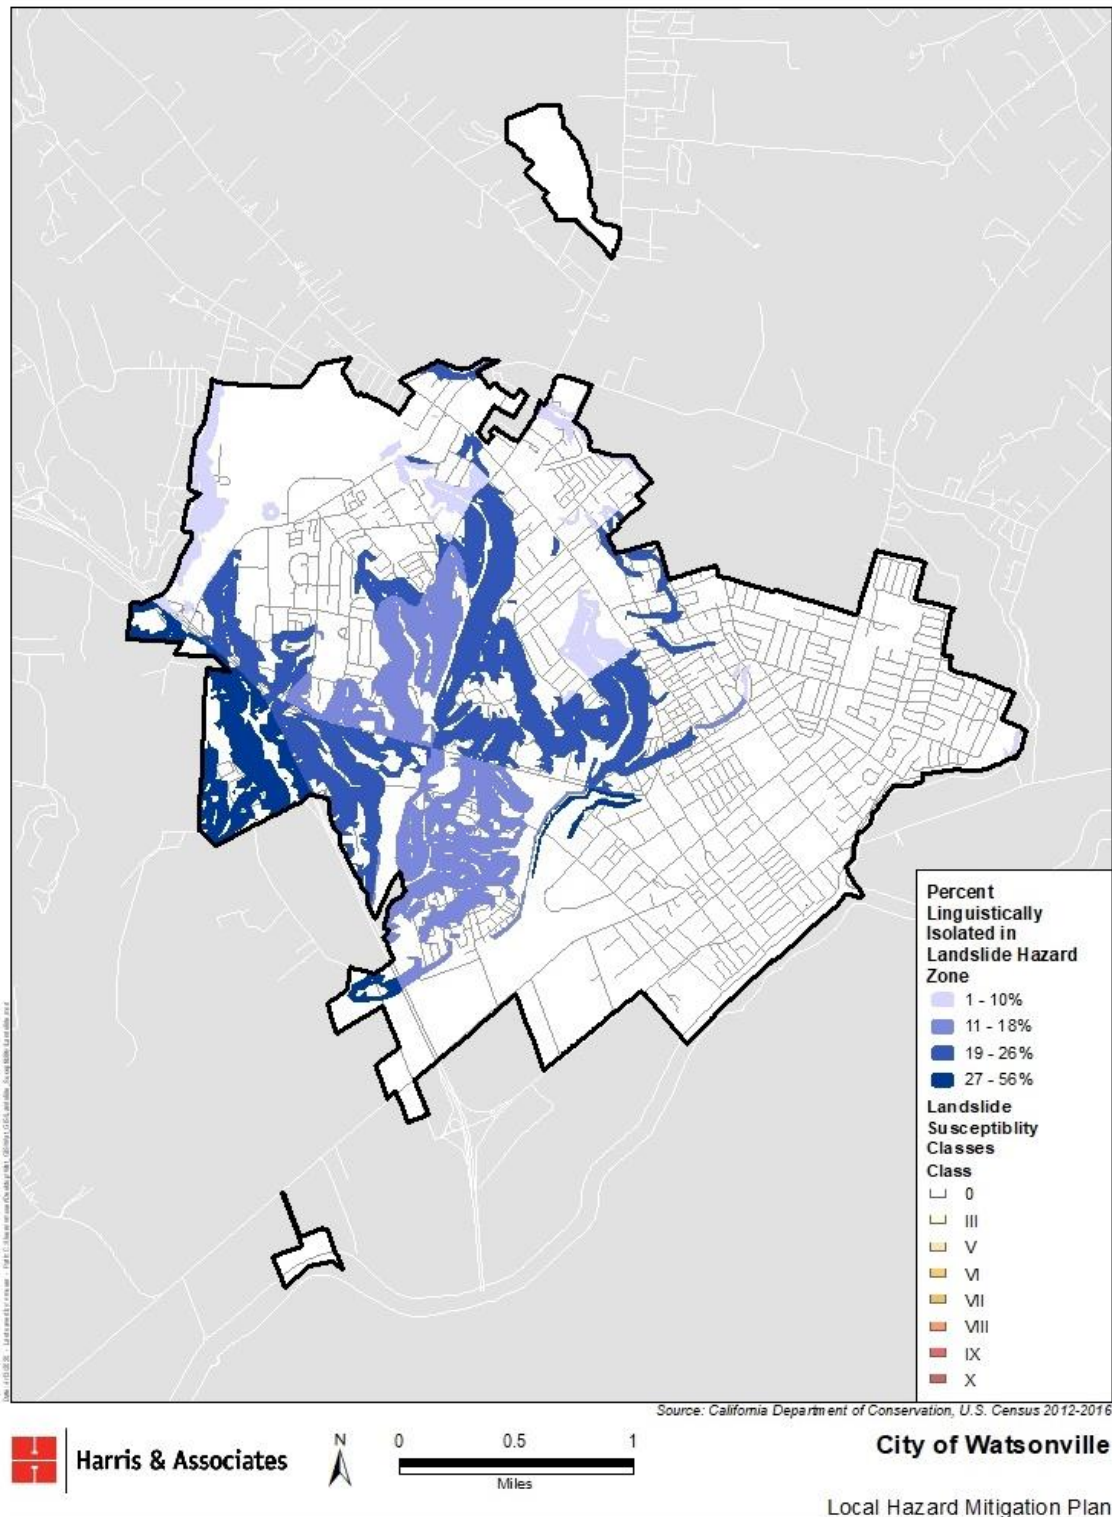 Percent
Linguistically
Isolated in
Landslide Hazard
Zone
1 - 10%
11 - 18%
19 - 26%
27 - 56%
Landslide
Susceptiblity
Classes
Class
0
III
V
VI
VII
VIII
IX
X
Source: California Department of Conservation, U.S. Census 2012-2016
Harris & Associates
N
0 0.5 1
Miles
City of Watsonville
Local Hazard Mitigation Plan